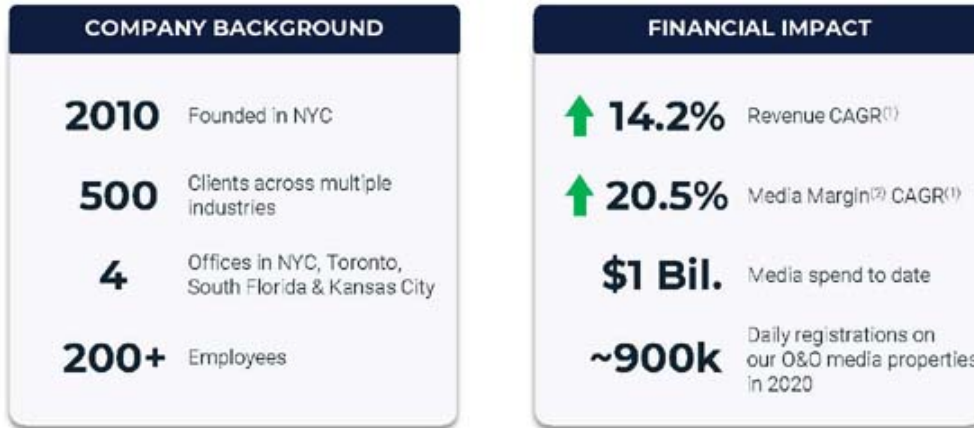 COMPANY BACKGROUND
2010 Founded in NYC
500 Clients across multiple
industries
4 Offices in NYC, Toronto,
South Florida & Kansas City
200+ Employees
FINANCIAL IMPACT
14.2% Revenue CAGR(1)
20.5% Media Margin(2) CAGR(1)
$1 Bil. Media spend to date
~900k Daily registrations on
our O&O media properties
in 2020